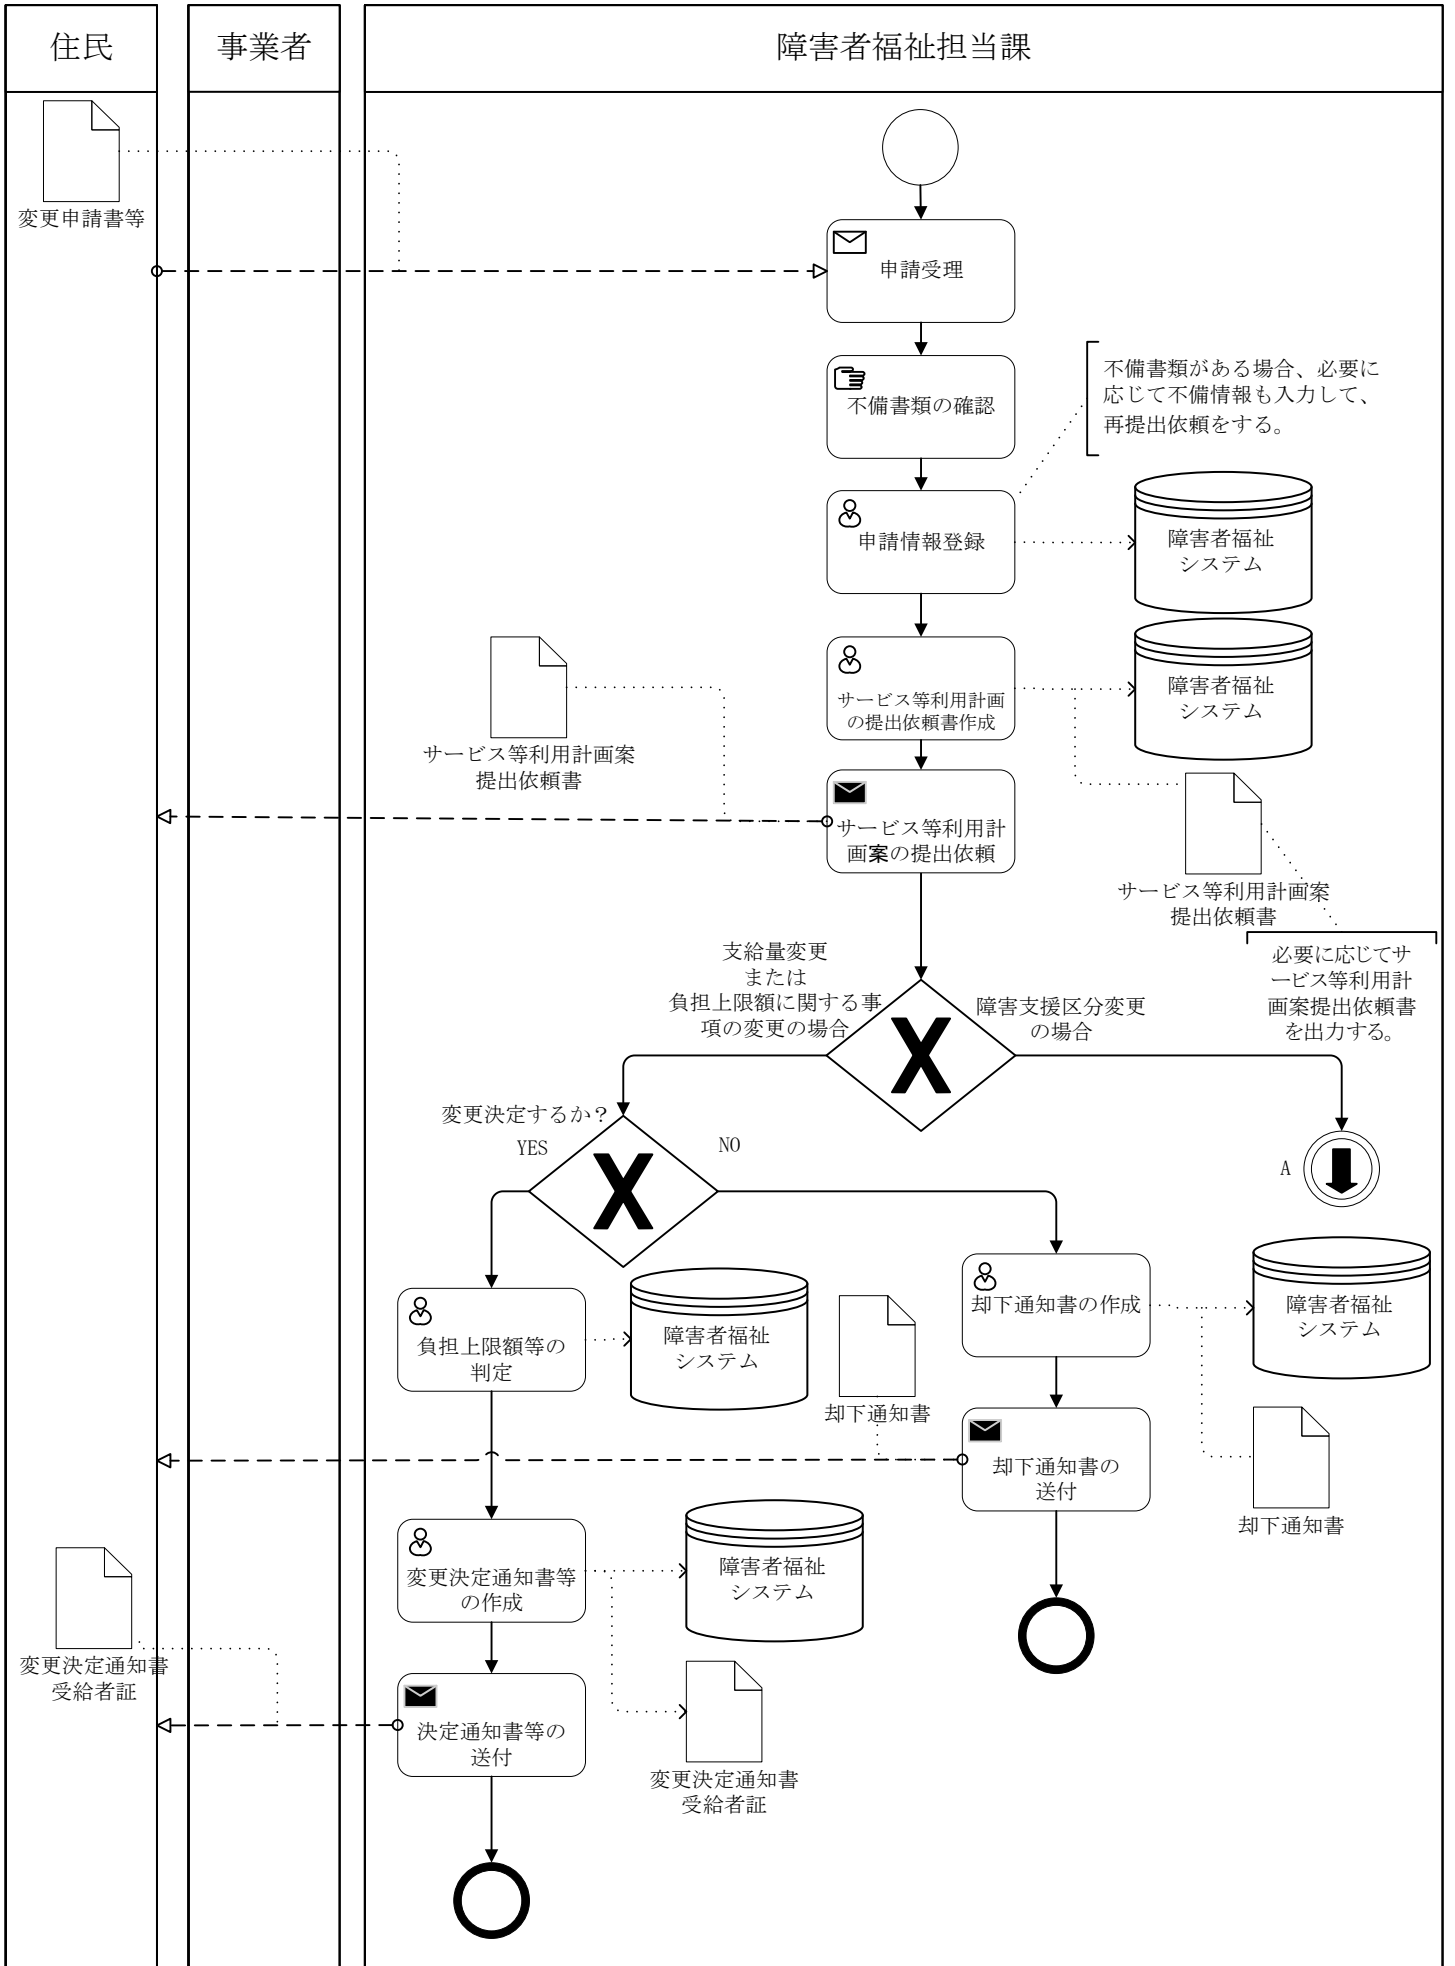 住民
事業者
障害者福祉担当課
変更申請書等
申請受理
不備書類の確認
不備書類がある場合、必要に
応じて不備情報も入力して、
再提出依頼をする。
申請情報登録
障害者福祉
システム
サービス等利用計画
の提出依頼書作成
障害者福祉
システム
サービス等利用計画案
提出依頼書
サービス等利用計
画案の提出依頼
サービス等利用計画案
提出依頼書
必要に応じてサ
ービス等利用計
画案提出依頼書
を出力する。
支給量変更
または
負担上限額に関する事
項の変更の場合
障害支援区分変更
の場合
変更決定するか？
YES
NO
A
負担上限額等の
判定
障害者福祉
システム
却下通知書
却下通知書の作成
障害者福祉
システム
却下通知書の
送付
却下通知書
変更決定通知書等
の作成
障害者福祉
システム
変更決定通知書
受給者証
決定通知書等の
送付
変更決定通知書
受給者証